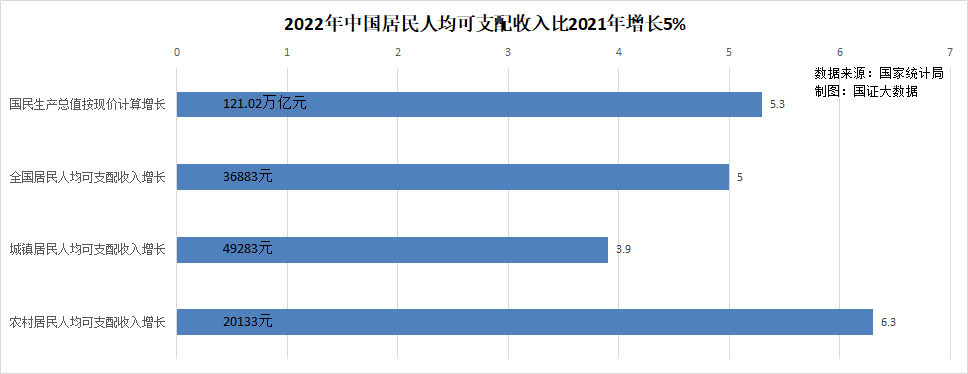 2022年中国居民人均可支配收入比2021年增长5%
0 1 2 3 4 5 6 7
数据来源：国家统计局
制图：国证大数据
国民生产总值按现价计算增长 121.02万亿元 5.3
全国居民人均可支配收入增长 36883元 5
城镇居民人均可支配收入增长 49283元 3.9
农村居民人均可支配收入增长 20133元 6.3